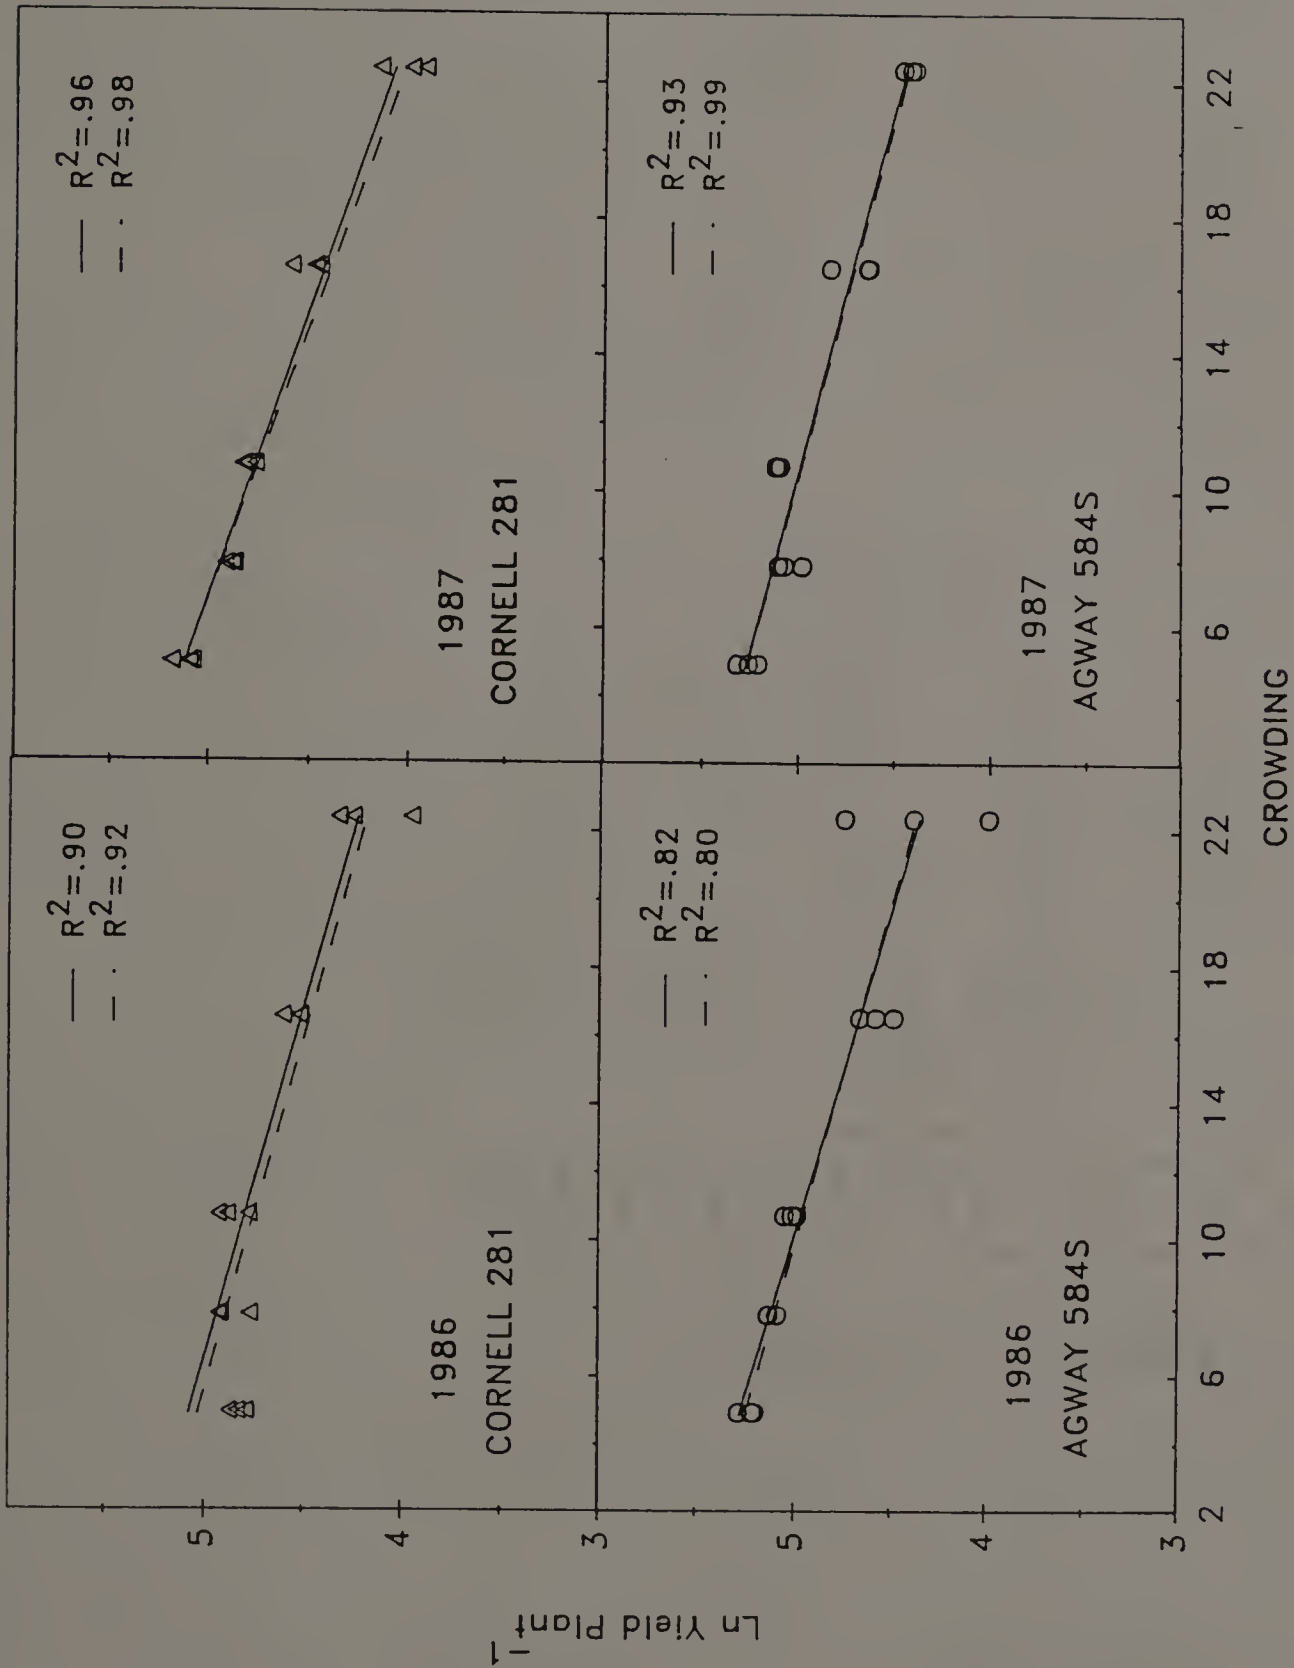 R²=.90
R²=.92
1986
CORNELL 281
R²=.96
R²=.98
1987
CORNELL 281
5
4
3
R²=.82
R²=.80
1986
AGWAY 584S
R²=.93
R²=.99
1987
AGWAY 584S
5
4
3
2 6 10 14 18 22 6 10 14 18 22
CROWDING
Ln Yield Plant⁻¹